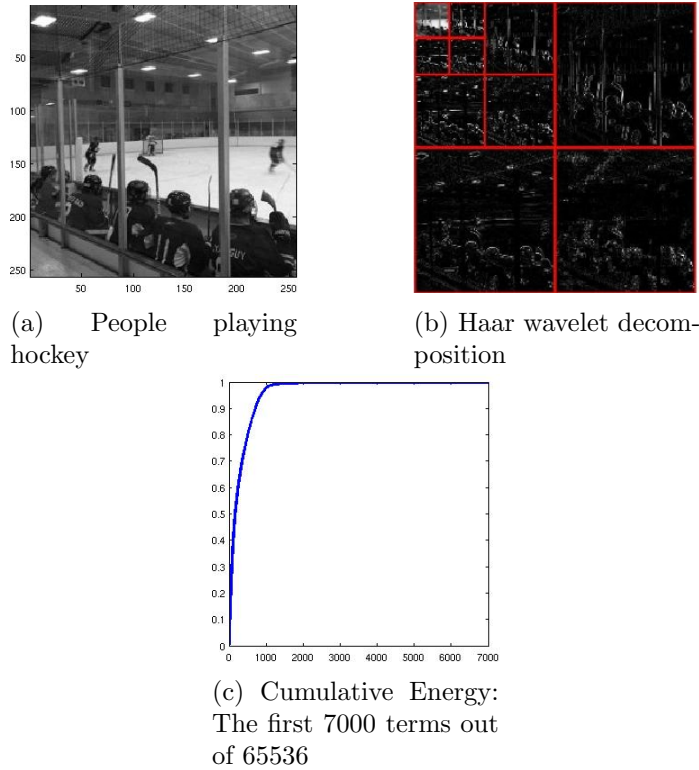 50
100
150
200
250
50 100 150 200 250
11
GUY
(a) People playing
hockey
(b) Haar wavelet decom-
position
1
0.9
0.8
0.7
0.6
0.5
0.4
0.3
0.2
0.1
0
0 1000 2000 3000 4000 5000 6000 7000
(c) Cumulative Energy:
The first 7000 terms out
of 65536